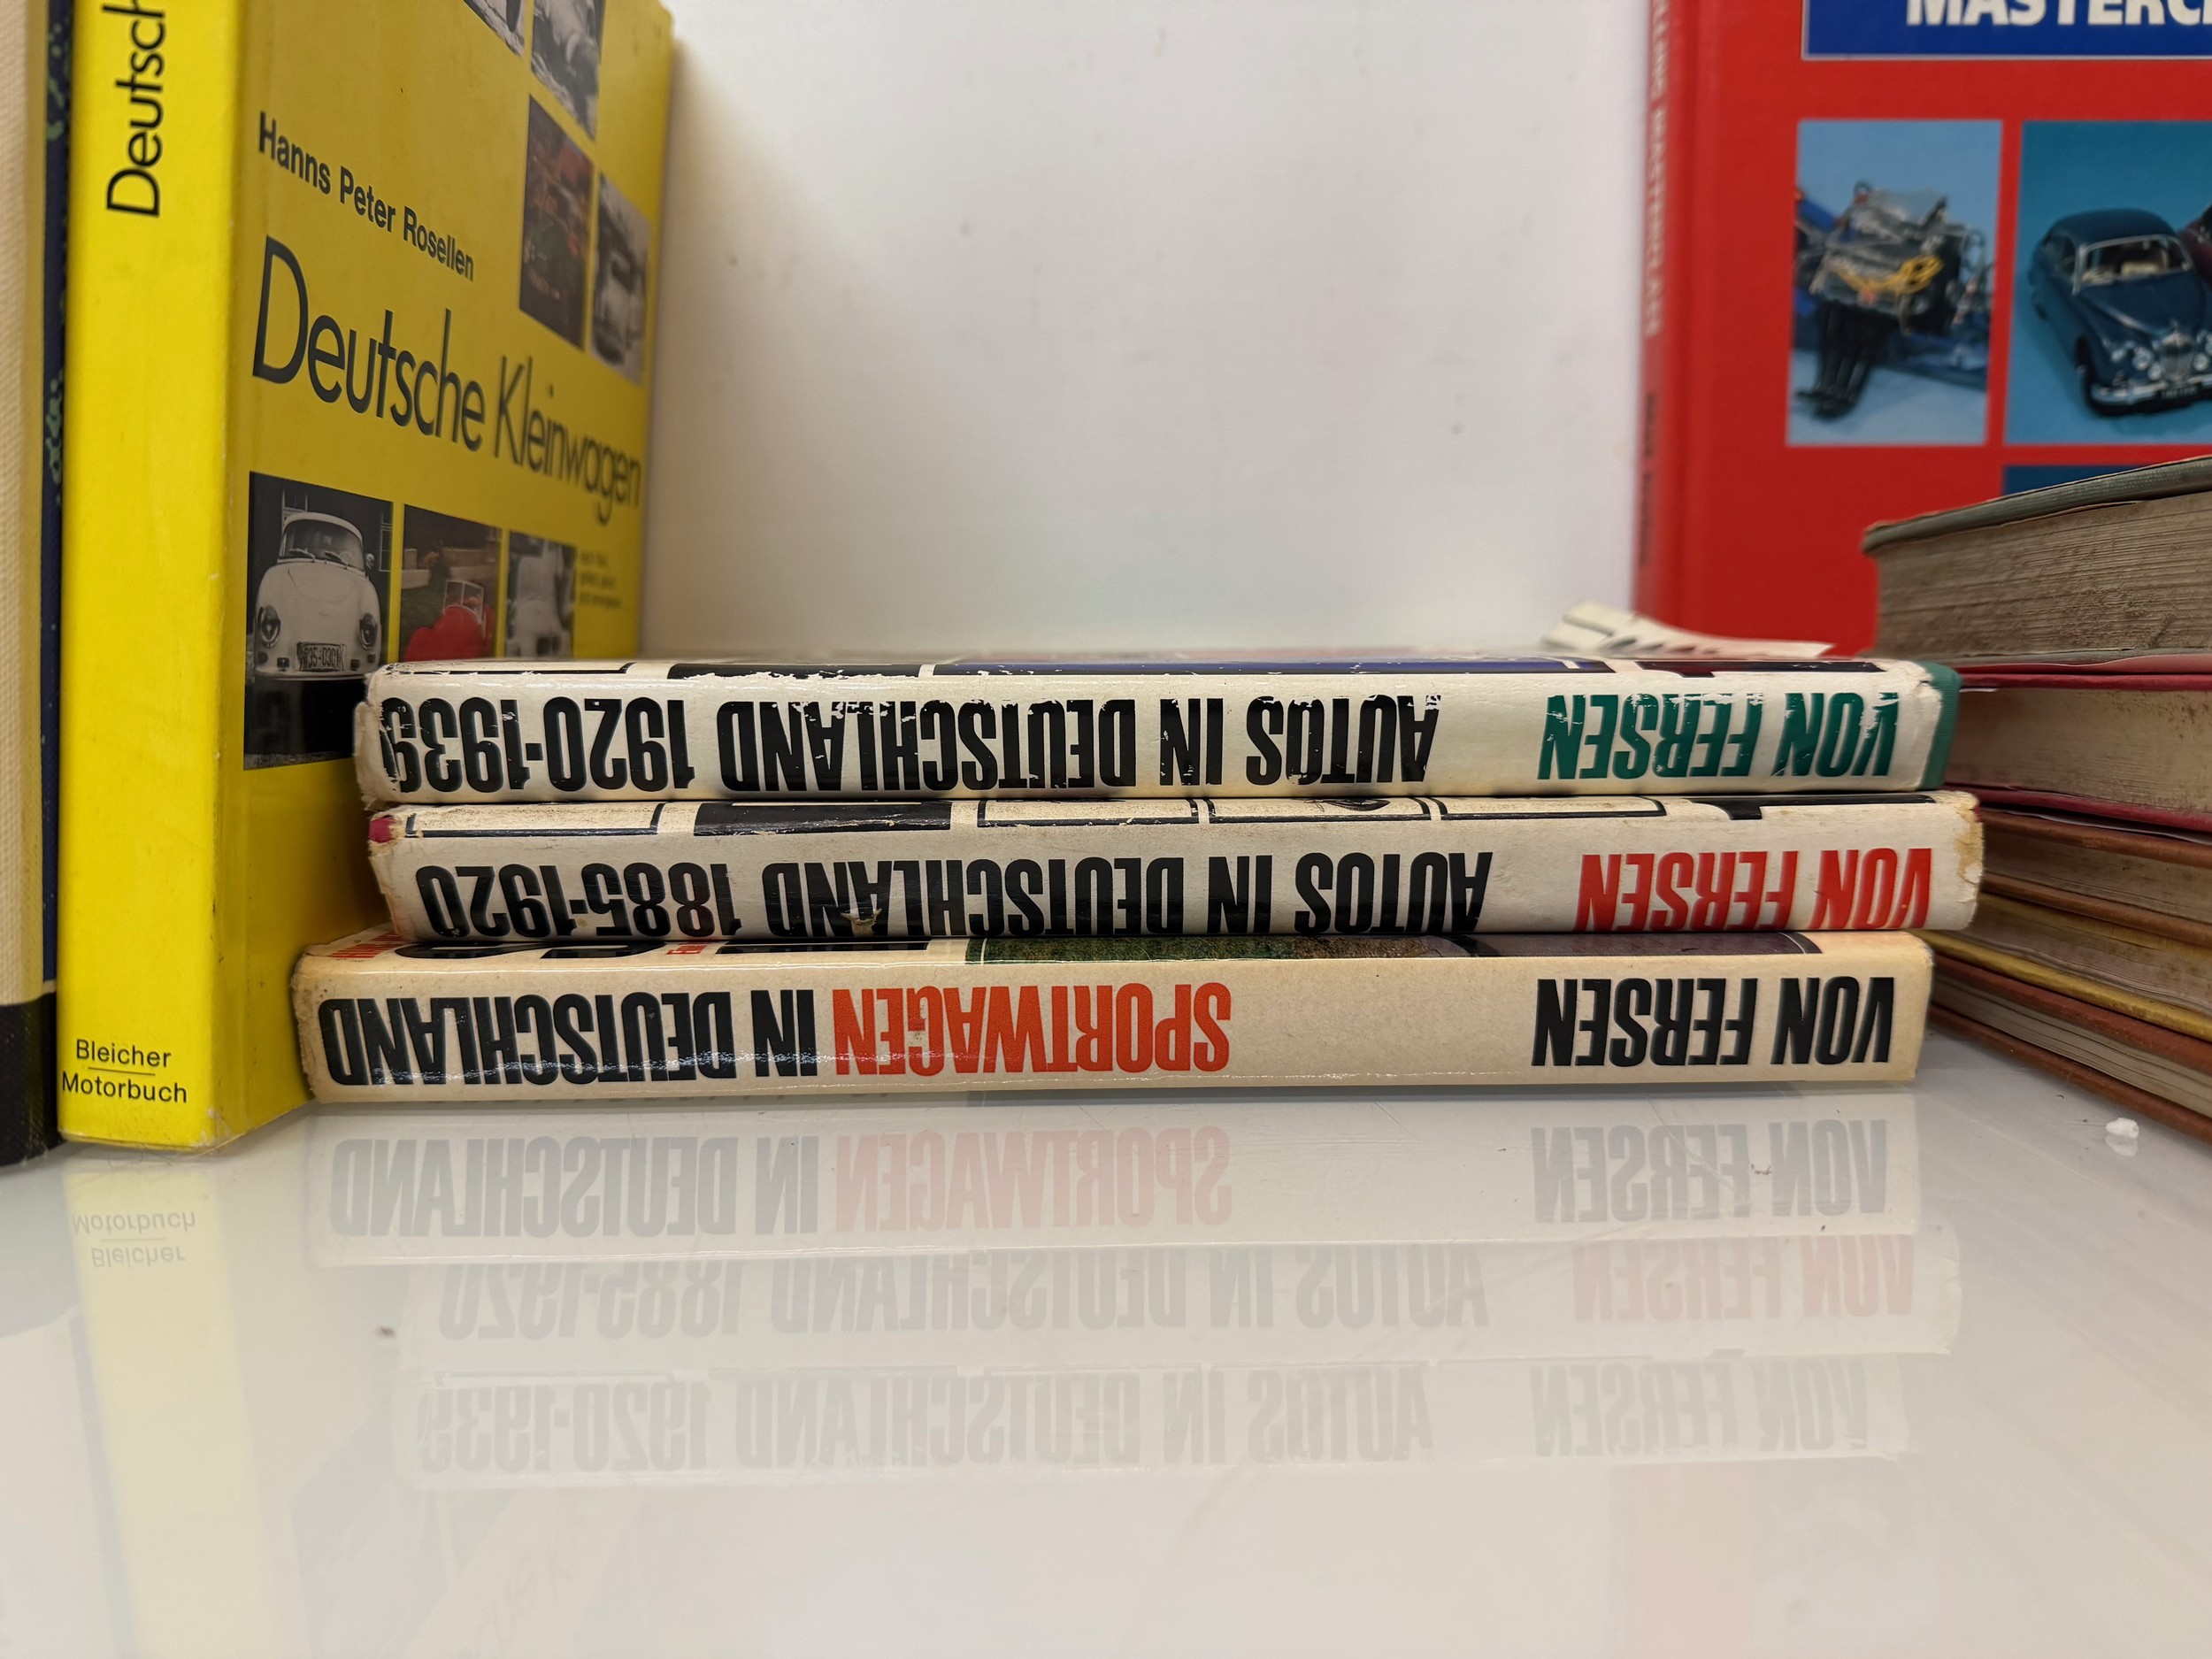 Deutsch
Hanns Peter Rosellen
Deutsche Kleinwagen
Bleicher
Motorbuch
VON FERSEN AUTOS IN DEUTSCHLAND 1920-1939
VON FERSEN AUTOS IN DEUTSCHLAND 1885-1920
VON FERSEN SPORTWAGEN IN DEUTSCHLAND
MASTERC
MASTERCLASS